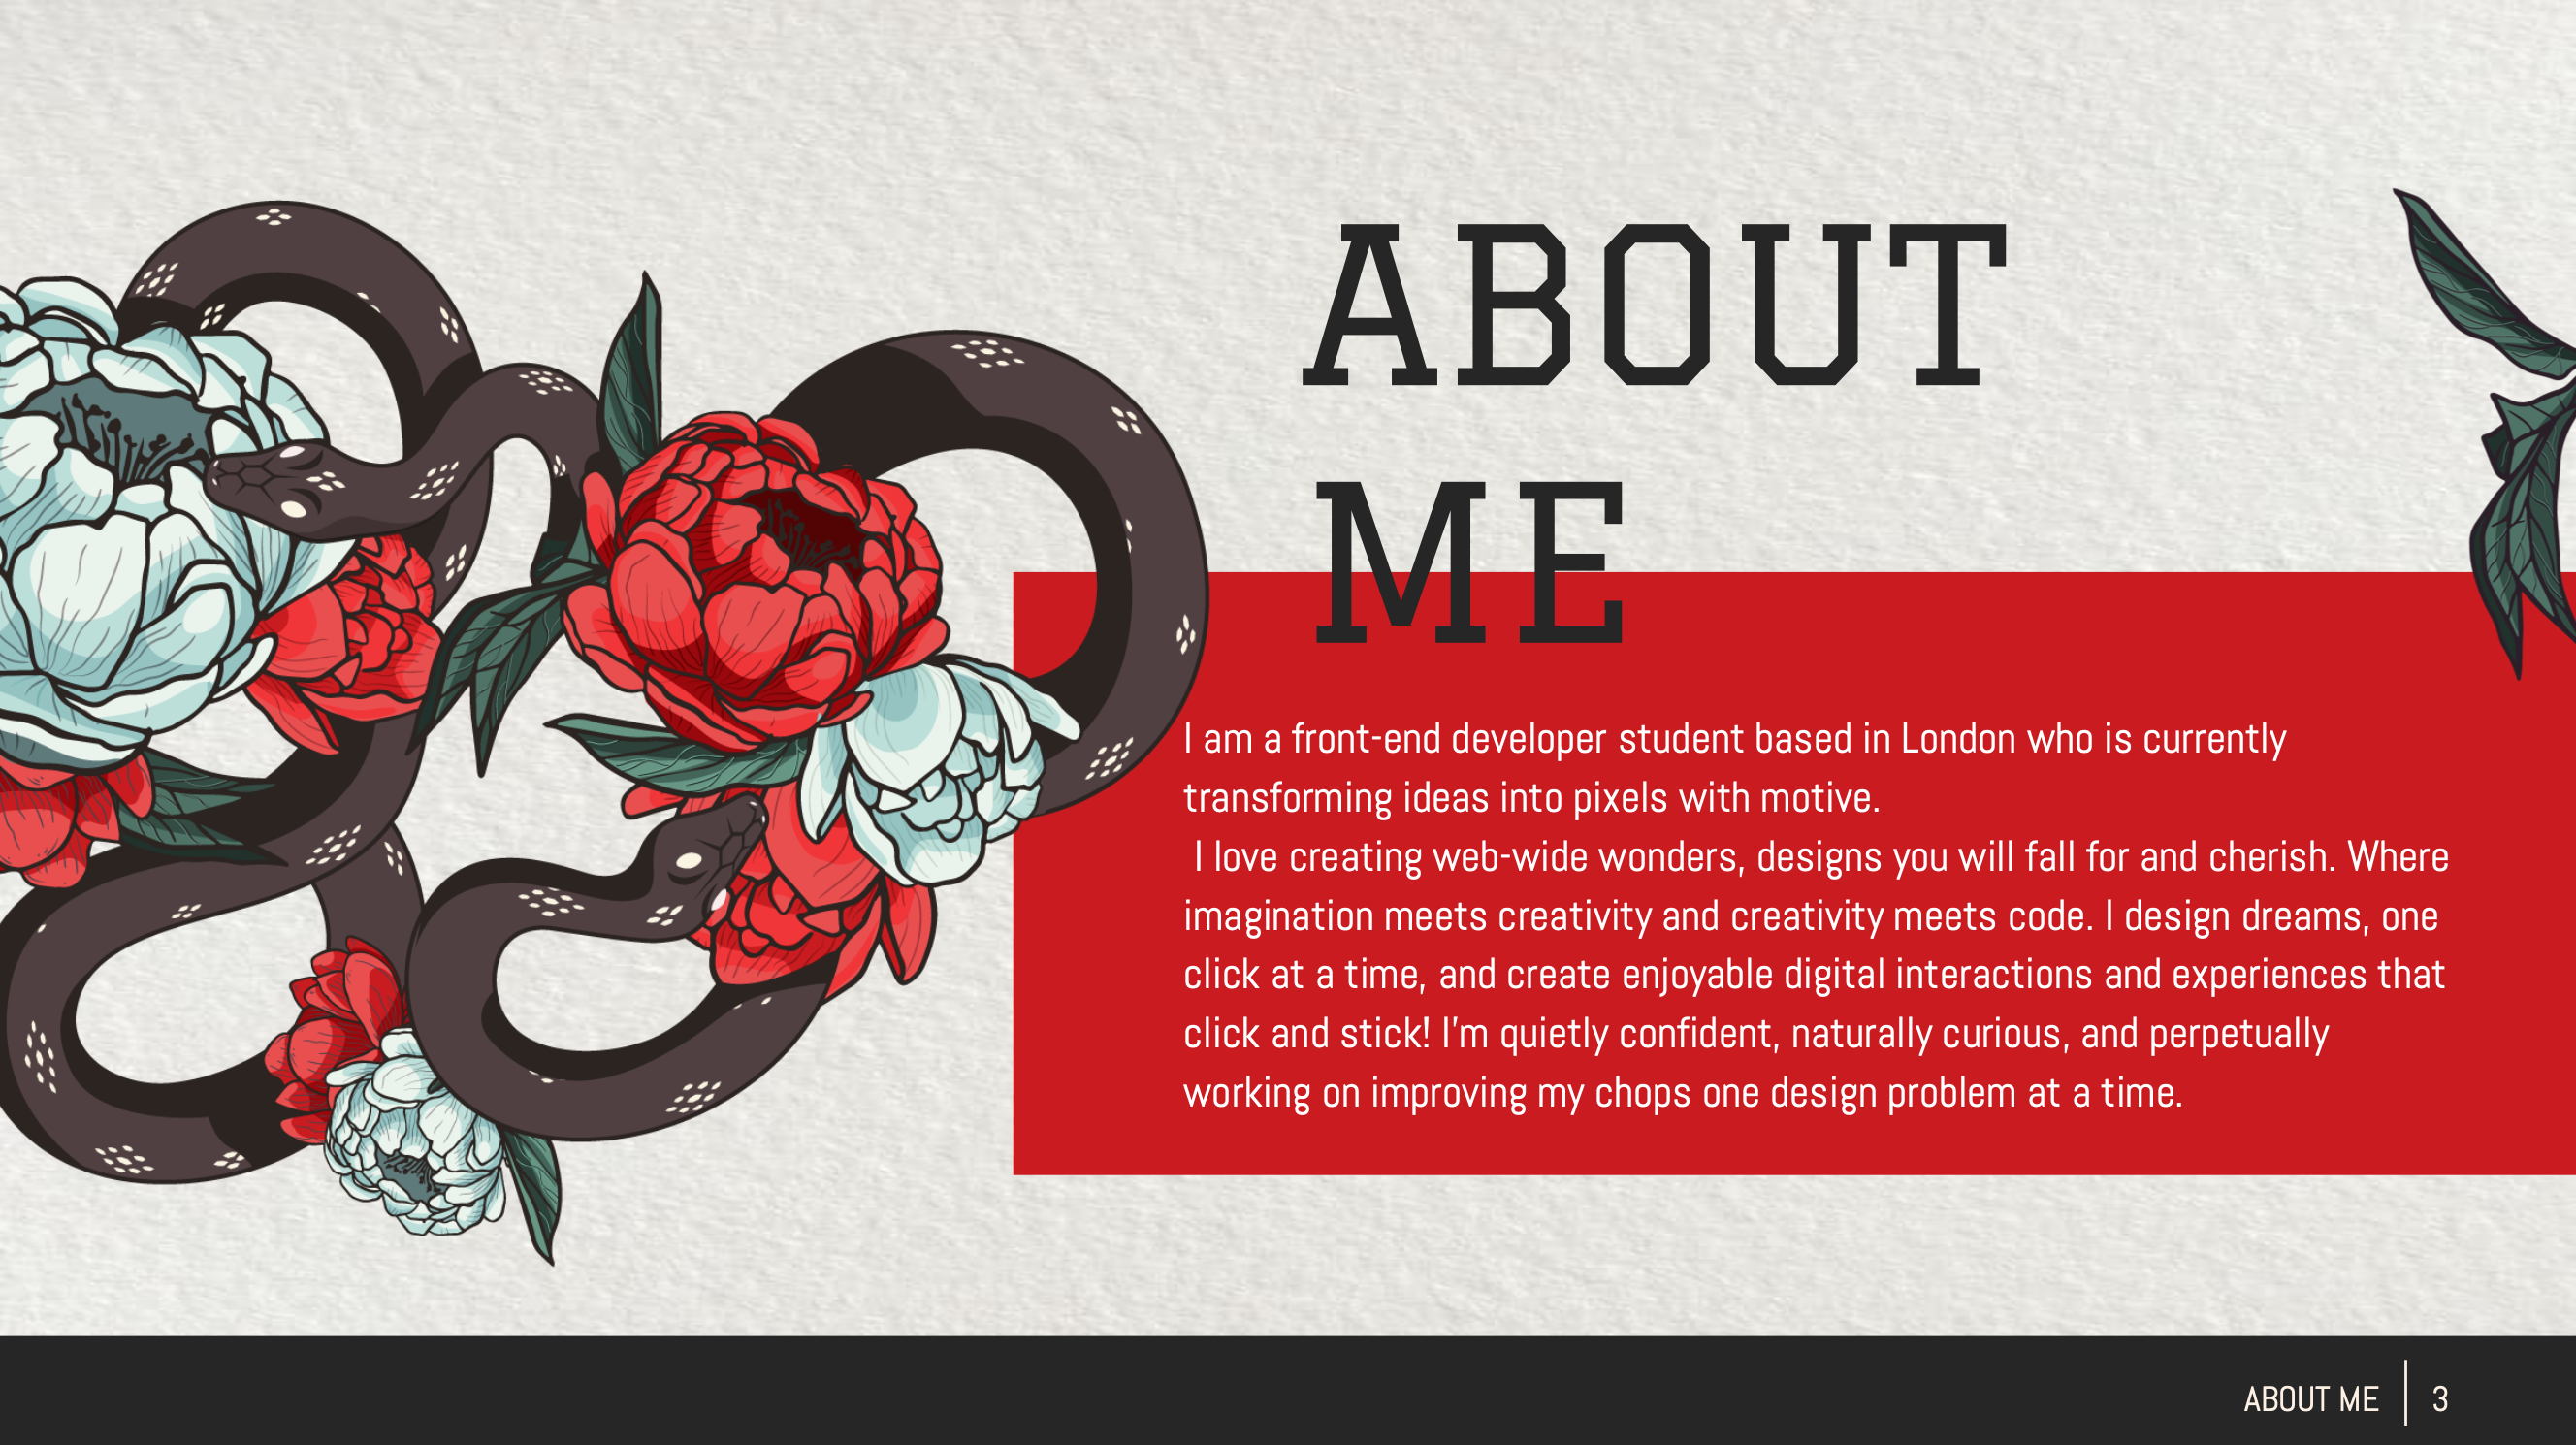 ABOUT
ME
I am a front-end developer student based in London who is currently
transforming ideas into pixels with motive.
I love creating web-wide wonders, designs you will fall for and cherish. Where
imagination meets creativity and creativity meets code. I design dreams, one
click at a time, and create enjoyable digital interactions and experiences that
click and stick! I’m quietly confident, naturally curious, and perpetually
working on improving my chops one design problem at a time.
ABOUT ME | 3